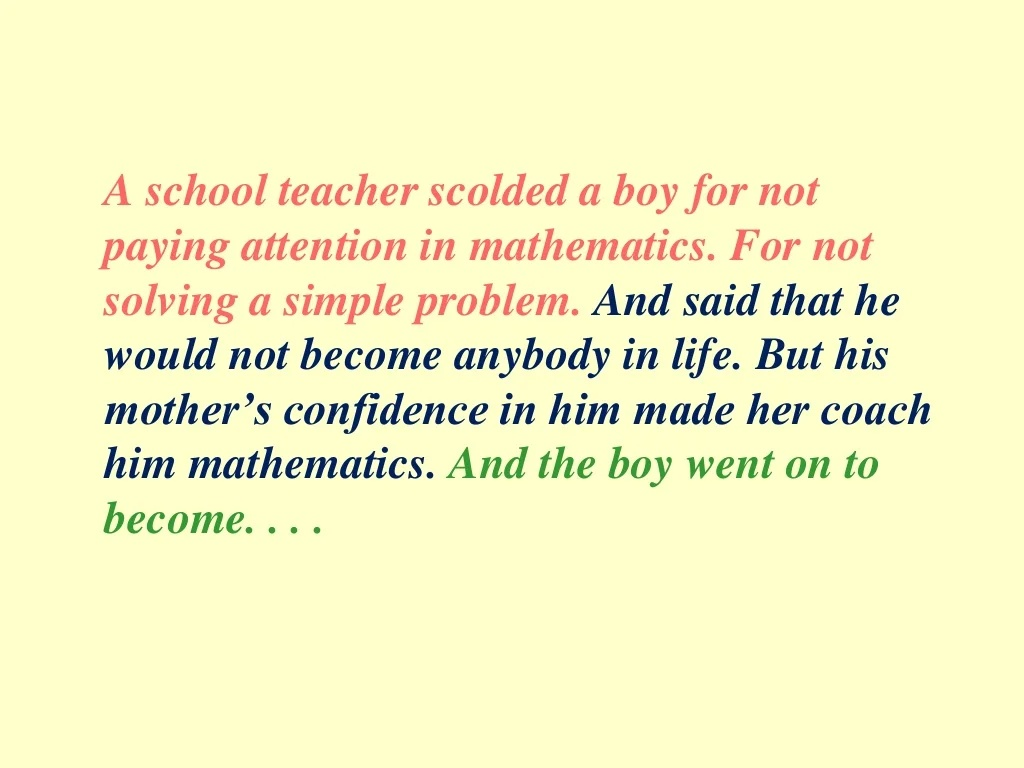 A school teacher scolded a boy for not
paying attention in mathematics. For not
solving a simple problem. And said that he
would not become anybody in life. But his
mother’s confidence in him made her coach
him mathematics. And the boy went on to
become. . . .